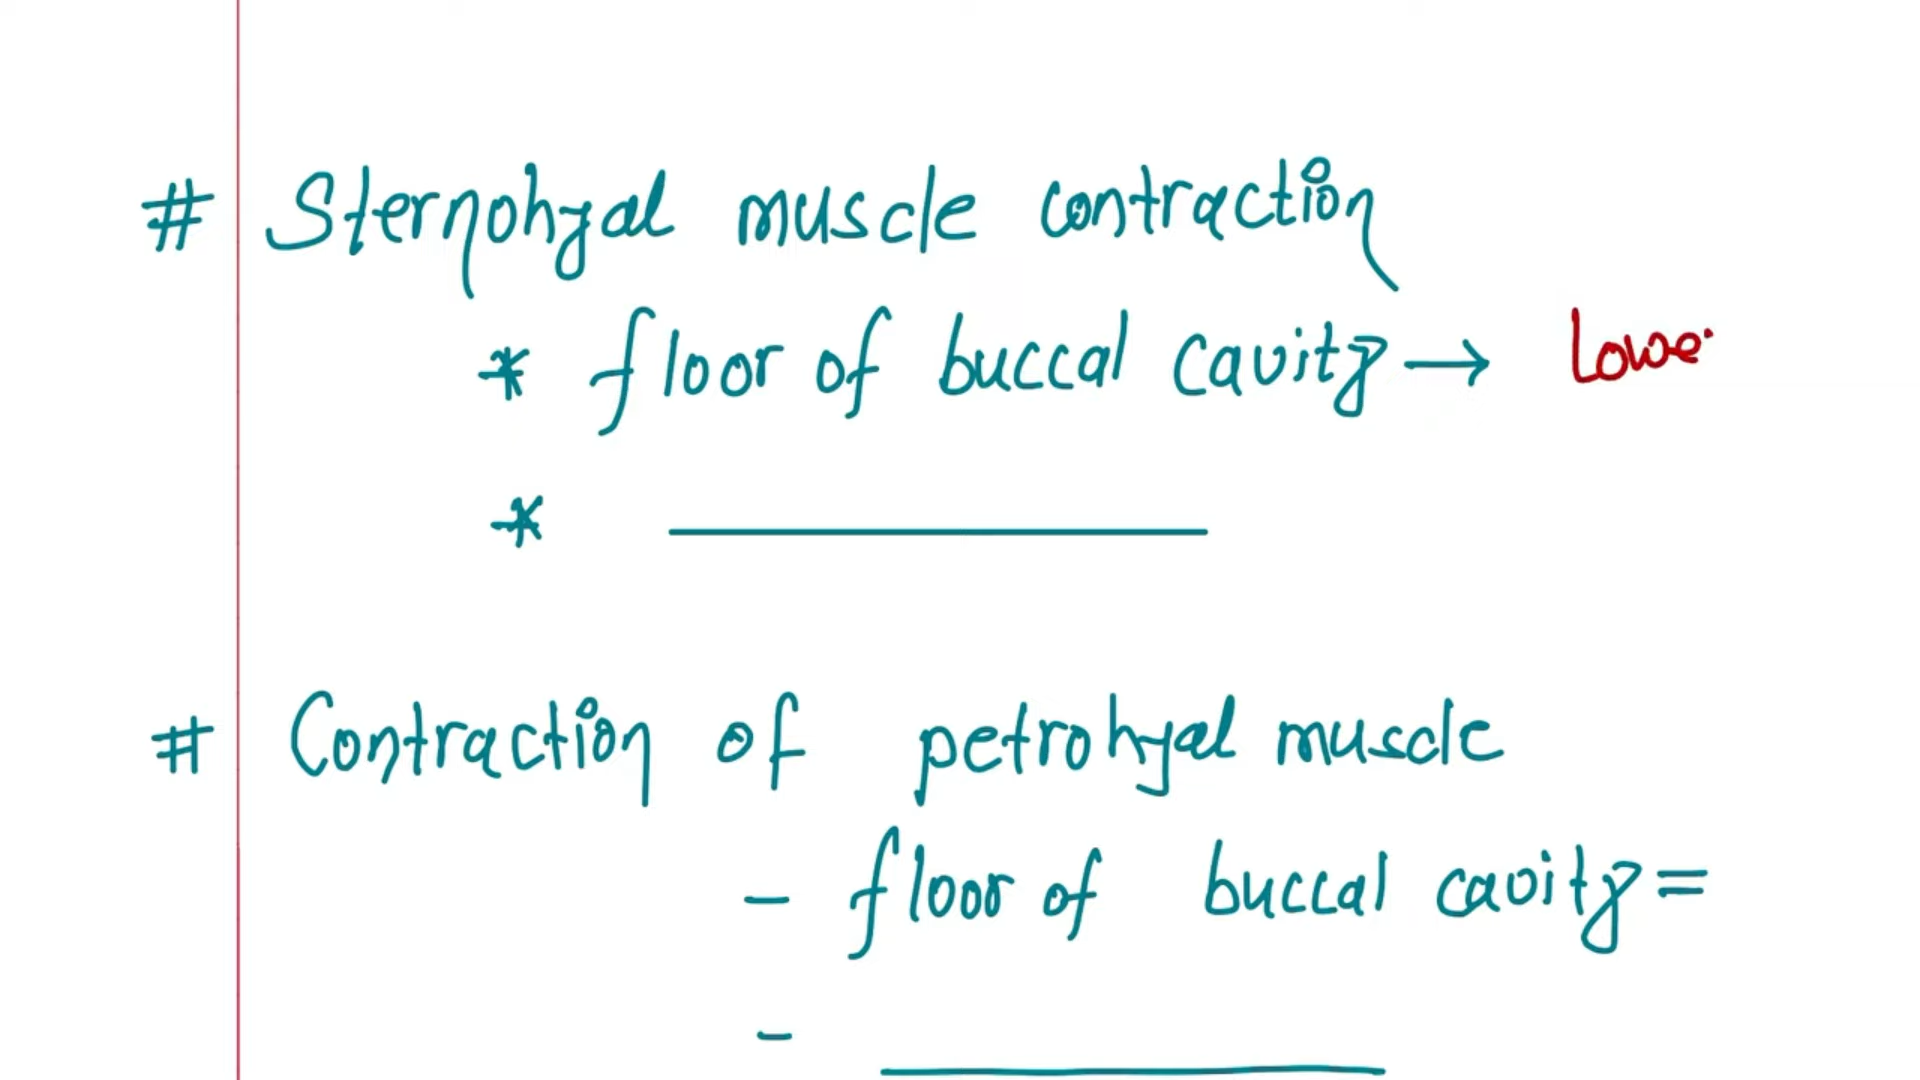 # Sternohyal muscle contraction
* floor of buccal cavity → Lowe
*
# Contraction of petrohyal muscle
- floor of buccal cavity =
-